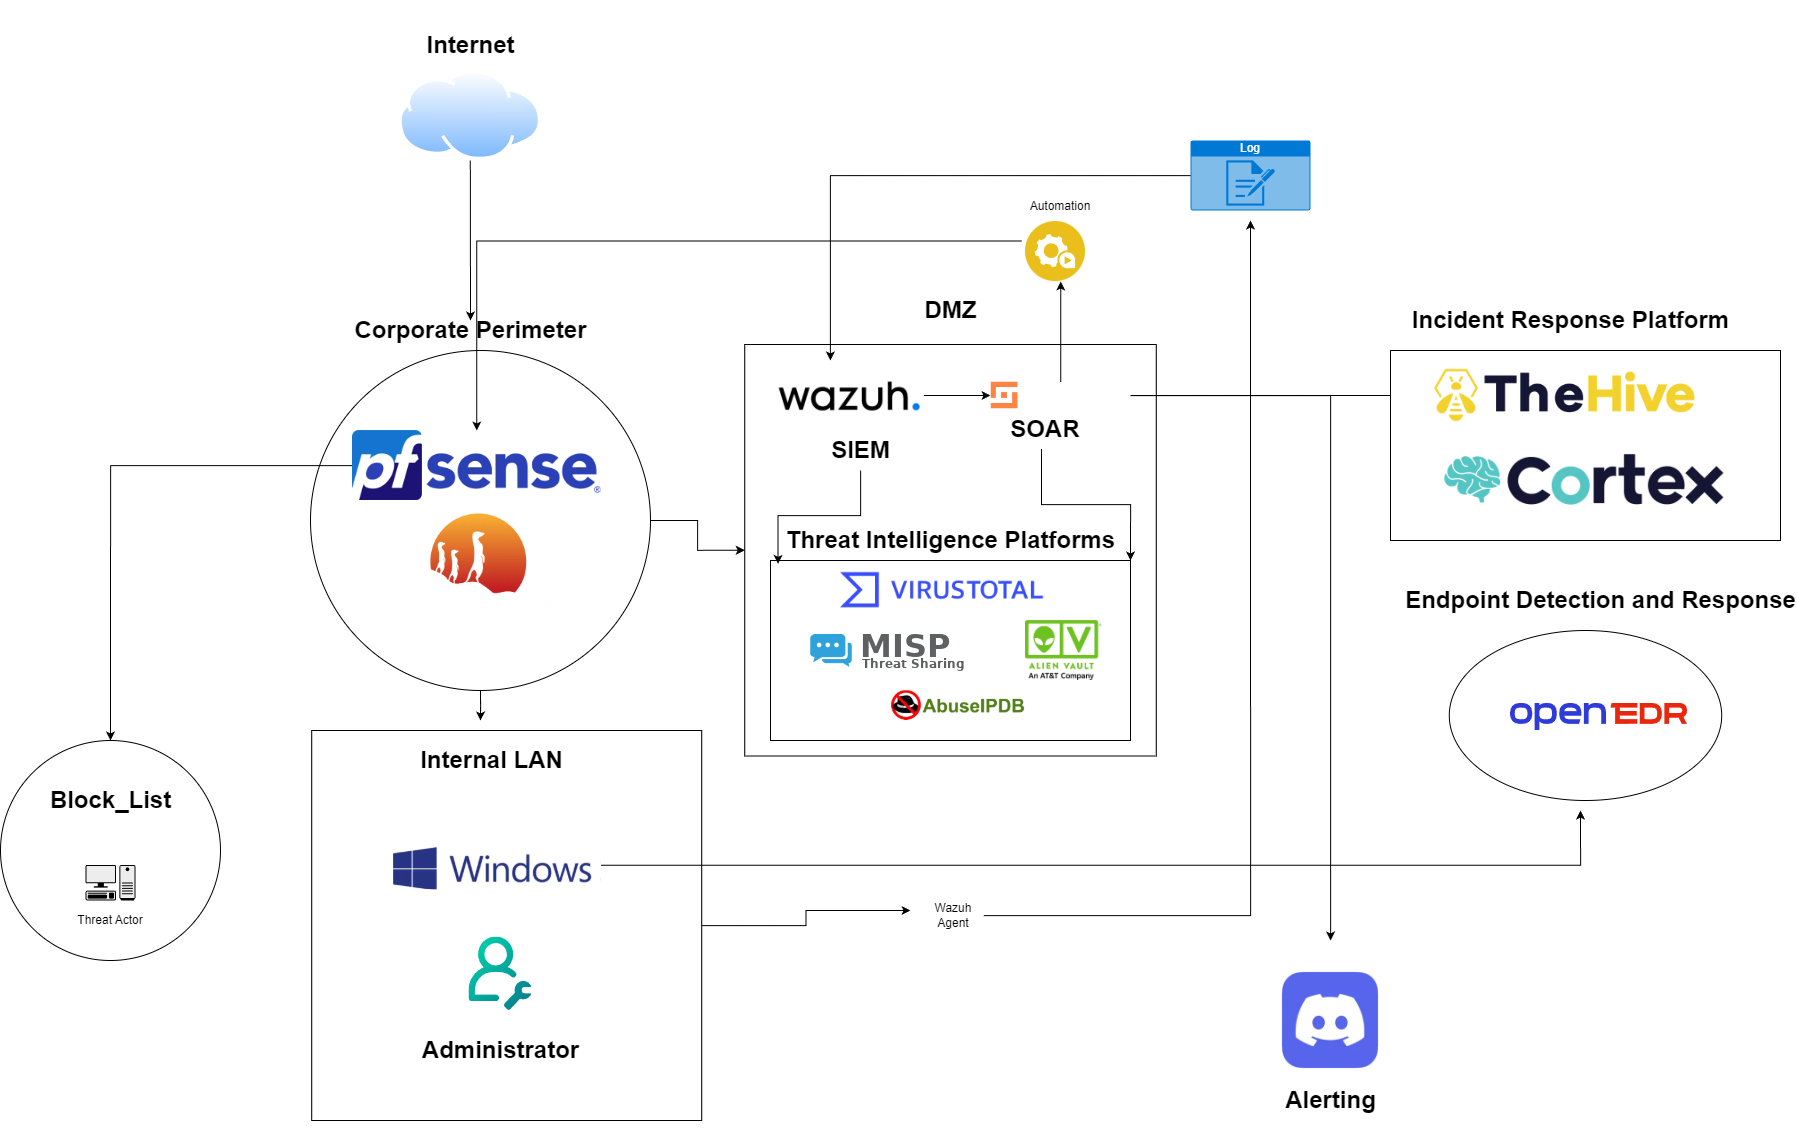 Internet
Log
Automation
DMZ
Corporate Perimeter
Incident Response Platform
TheHive
wazuh.
SOAR
SIEM
pfsense®
Cortex
Threat Intelligence Platforms
VIRUSTOTAL
MISP
Threat Sharing
ALIEN VAULT
An AT&T Company
AbuseIPDB
Endpoint Detection and Response
openEDR
Internal LAN
Block_List
Windows
Threat Actor
Wazuh
Agent
Administrator
Alerting